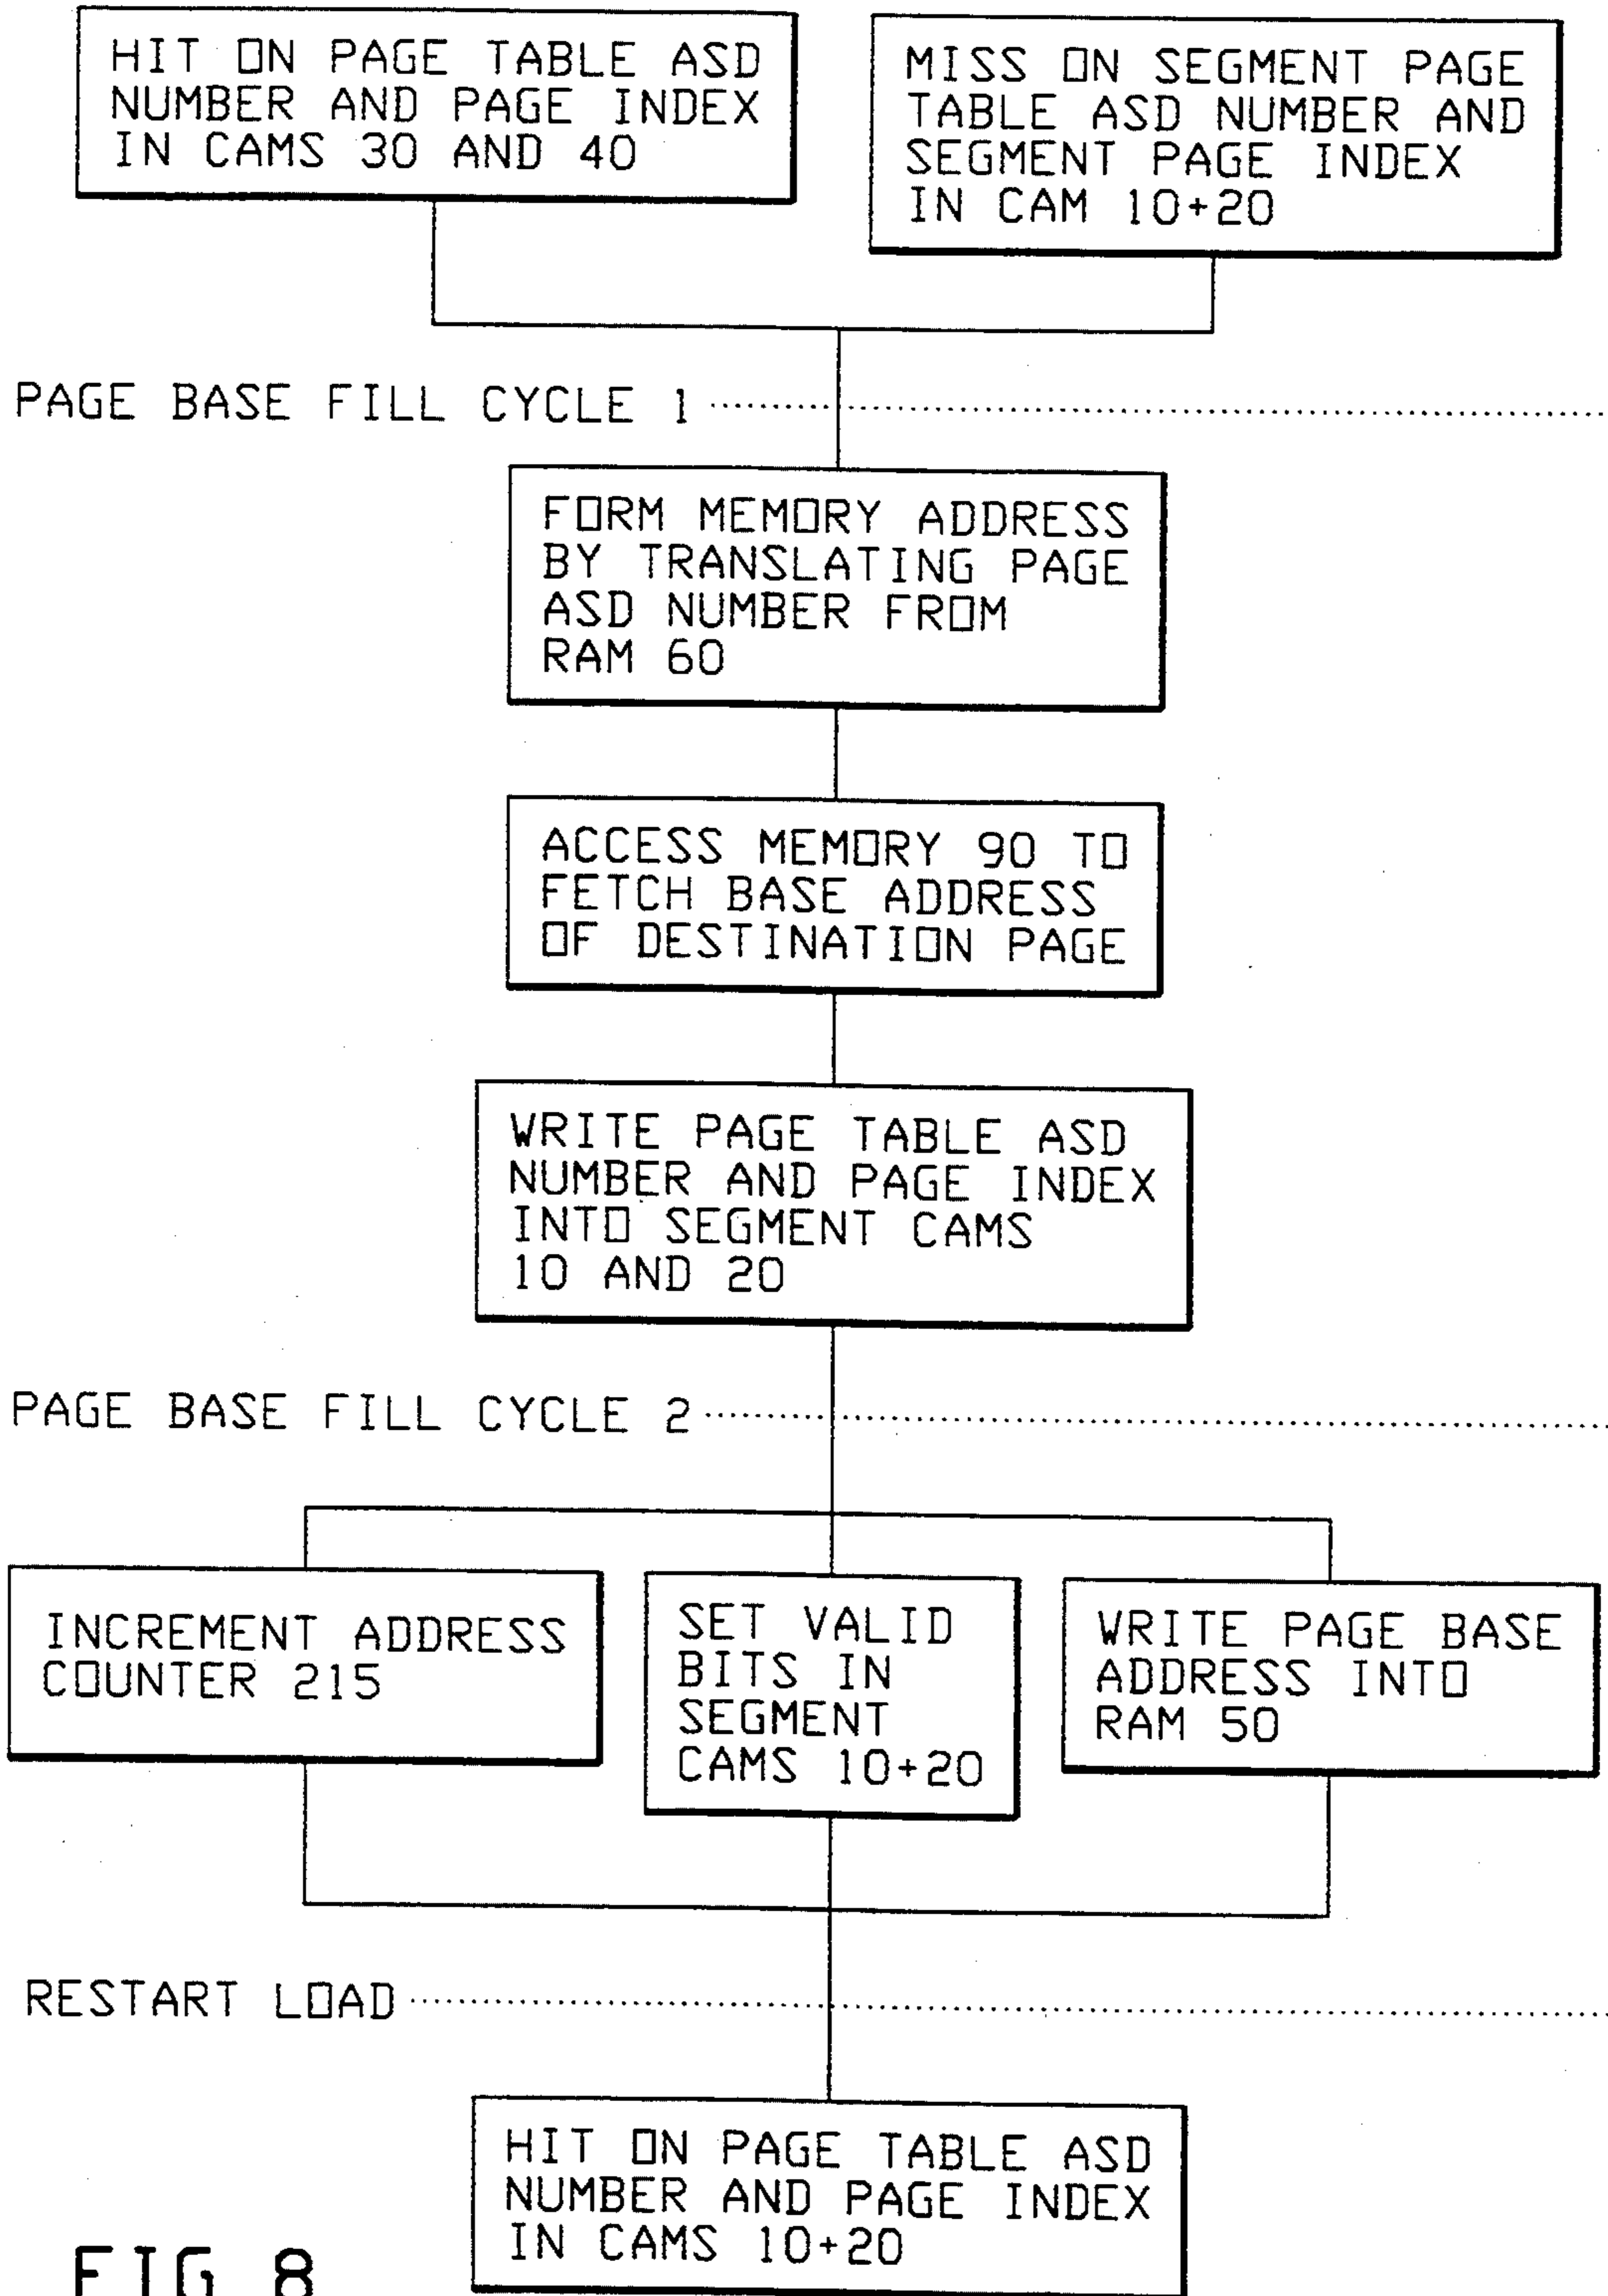 HIT ON PAGE TABLE ASD
NUMBER AND PAGE INDEX
IN CAMS 30 AND 40
MISS ON SEGMENT PAGE
TABLE ASD NUMBER AND
SEGMENT PAGE INDEX
IN CAM 10+20
PAGE BASE FILL CYCLE 1
FORM MEMORY ADDRESS
BY TRANSLATING PAGE
ASD NUMBER FROM
RAM 60
ACCESS MEMORY 90 TO
FETCH BASE ADDRESS
OF DESTINATION PAGE
WRITE PAGE TABLE ASD
NUMBER AND PAGE INDEX
INTO SEGMENT CAMS
10 AND 20
PAGE BASE FILL CYCLE 2
INCREMENT ADDRESS
COUNTER 215
SET VALID
BITS IN
SEGMENT
CAMS 10+20
WRITE PAGE BASE
ADDRESS INTO
RAM 50
RESTART LOAD
HIT ON PAGE TABLE ASD
NUMBER AND PAGE INDEX
IN CAMS 10+20
FIG 8